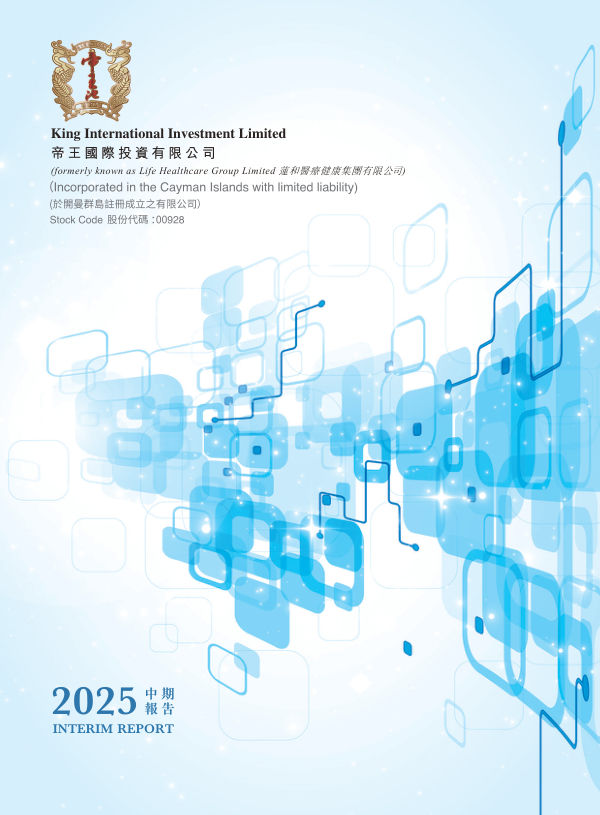 King International Investment Limited
帝王國際投資有限公司
(formerly known as Life Healthcare Group Limited 蓮和醫療健康集團有限公司)
(Incorporated in the Cayman Islands with limited liability)
(於開曼群島註冊成立之有限公司)
Stock Code 股份代碼：00928
2025 中期報告
INTERIM REPORT